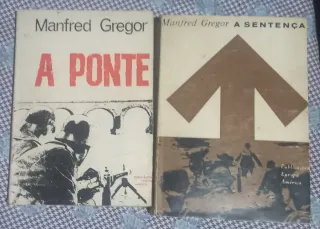 Manfred Gregor
A PONTE
Manfred Gregor A SENTENÇA
Publicações
Europa
América